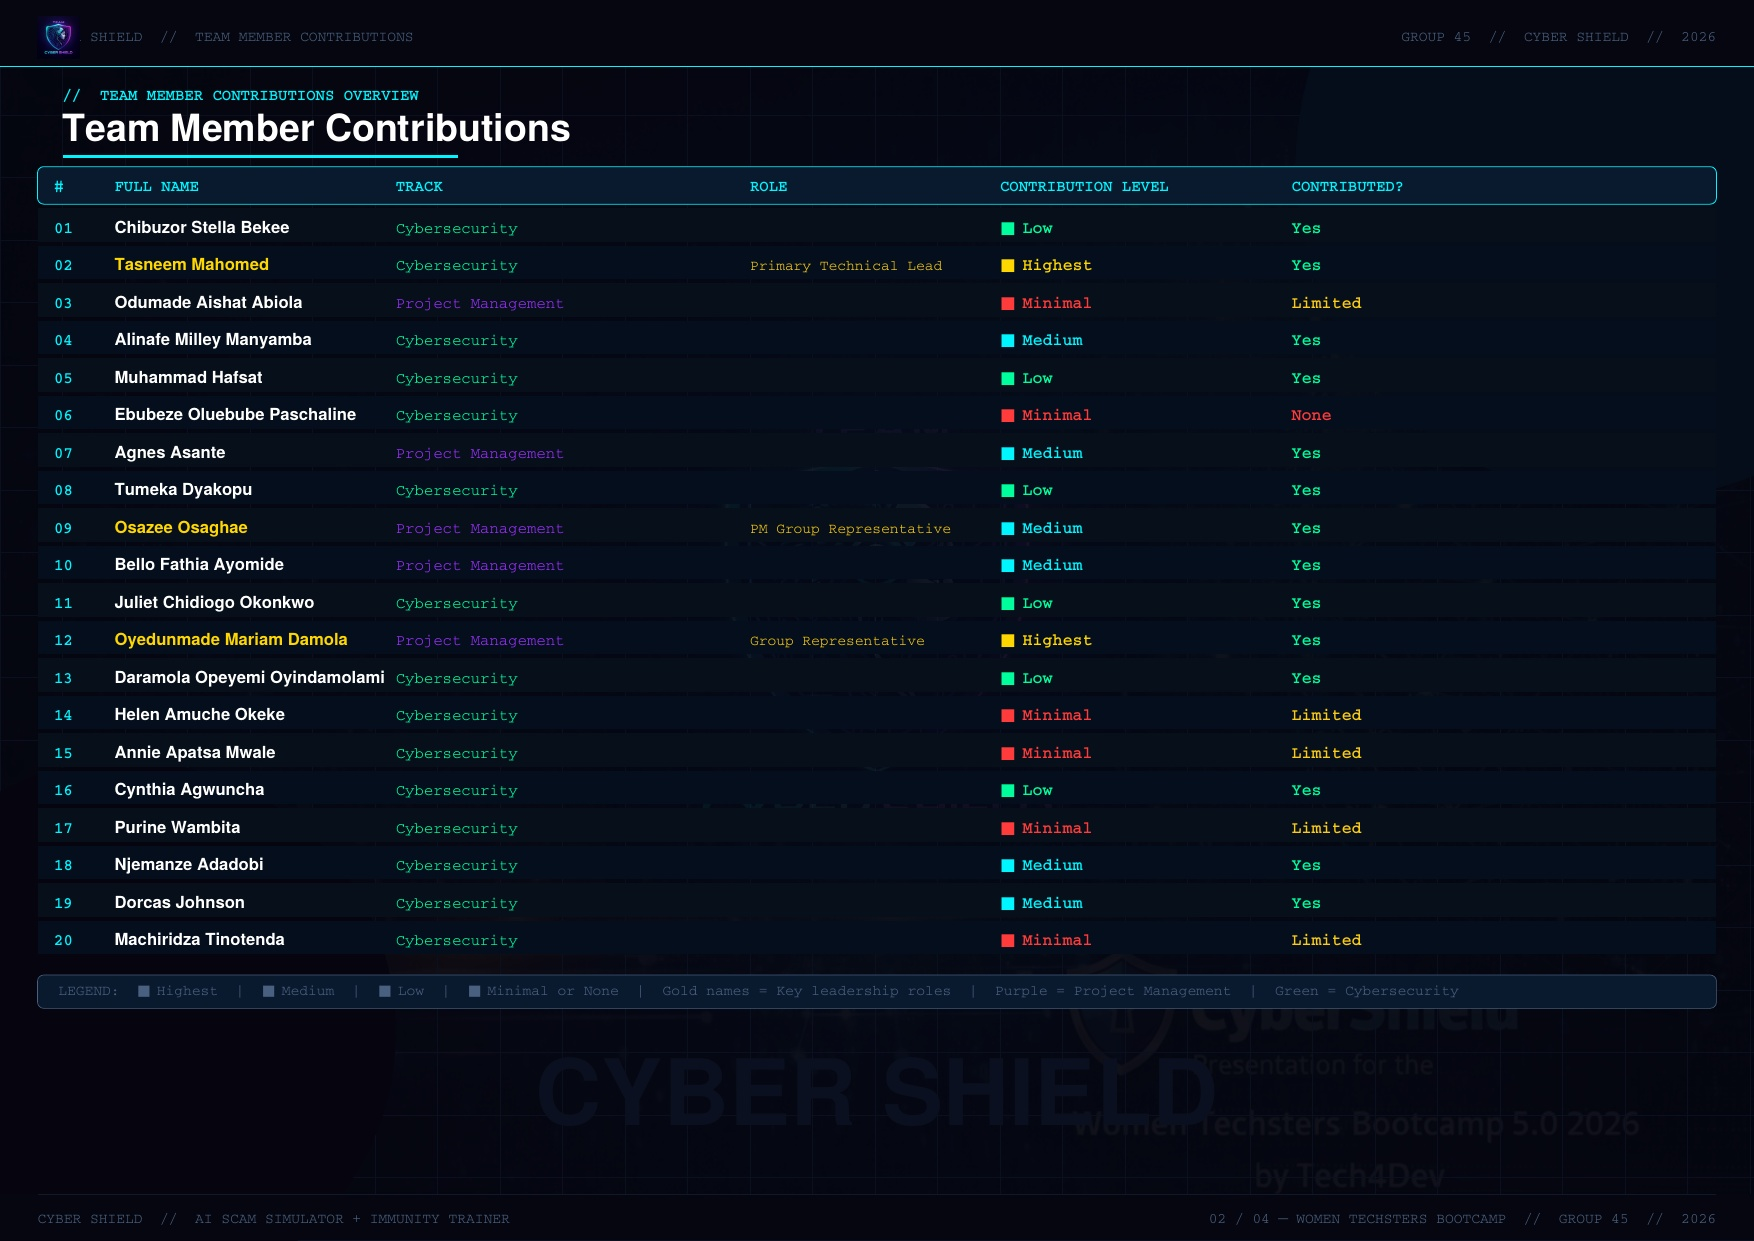 SHIELD // TEAM MEMBER CONTRIBUTIONS
GROUP 45 // CYBER SHIELD // 2026
// TEAM MEMBER CONTRIBUTIONS OVERVIEW
Team Member Contributions
# FULL NAME TRACK ROLE CONTRIBUTION LEVEL CONTRIBUTED?
01 Chibuzor Stella Bekee Cybersecurity Low Yes
02 Tasneem Mahomed Cybersecurity Primary Technical Lead Highest Yes
03 Odumade Aishat Abiola Project Management Minimal Limited
04 Alinafe Milley Manyamba Cybersecurity Medium Yes
05 Muhammad Hafsat Cybersecurity Low Yes
06 Ebubeze Oluebube Paschaline Cybersecurity Minimal None
07 Agnes Asante Project Management Medium Yes
08 Tumeka Dyakopu Cybersecurity Low Yes
09 Osazee Osaghae Project Management PM Group Representative Medium Yes
10 Bello Fathia Ayomide Project Management Medium Yes
11 Juliet Chidiogo Okonkwo Cybersecurity Low Yes
12 Oyedunmade Mariam Damola Project Management Group Representative Highest Yes
13 Daramola Opeyemi Oyindamolami Cybersecurity Low Yes
14 Helen Amuche Okeke Cybersecurity Minimal Limited
15 Annie Apatsa Mwale Cybersecurity Minimal Limited
16 Cynthia Agwuncha Cybersecurity Low Yes
17 Purine Wambita Cybersecurity Minimal Limited
18 Njemanze Adadobi Cybersecurity Medium Yes
19 Dorcas Johnson Cybersecurity Medium Yes
20 Machiridza Tinotenda Cybersecurity Minimal Limited
LEGEND: Highest | Medium | Low | Minimal or None | Gold names = Key leadership roles | Purple = Project Management | Green = Cybersecurity
CyberShield
Presentation for the
CYBER SHIELD
Women Techsters Bootcamp 5.0 2026
by Tech4Dev
CYBER SHIELD // AI SCAM SIMULATOR + IMMUNITY TRAINER
02 / 04 — WOMEN TECHSTERS BOOTCAMP // GROUP 45 // 2026